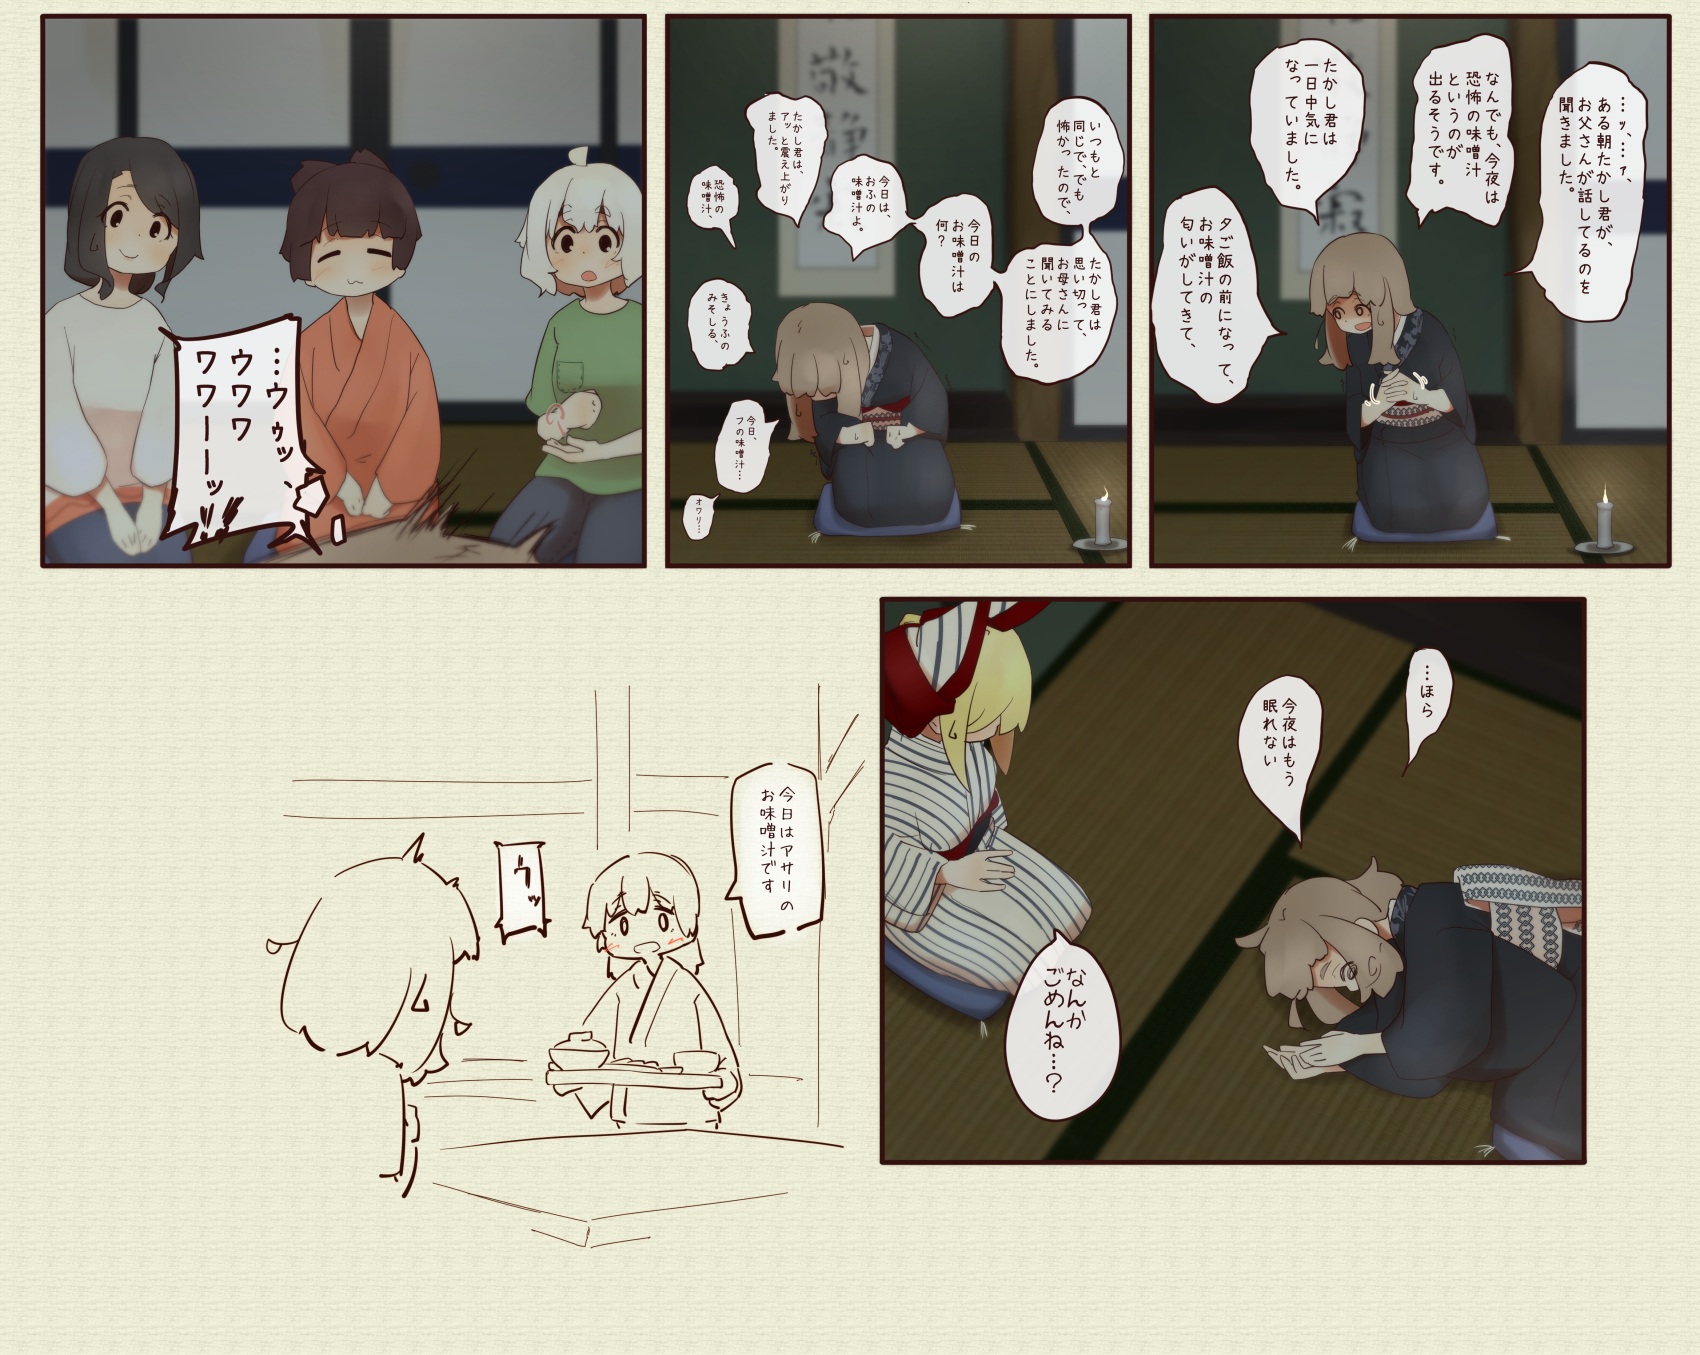 …ッ、…ｨ、
ある朝たかし君が、
お父さんが話してるのを
聞きました。
なんでも、今夜は
恐怖の味噌汁
というのが
出るそうです。
たかし君は
一日中気に
なっていました。
夕ご飯の前になって、
お味噌汁の
匂いがしてきて、
いつもと
同じで、でも
怖かったので、
たかし君は
思い切って、
お母さんに
聞いてみる
ことにしました。
今日の
お味噌汁は
何？
今日は、
おふの
味噌汁よ。
たかし君は、
アッと震え上がり
ました。
恐怖の
味噌汁、
きょうふの
みそしる、
今日、
フの味噌汁…
オワリ…
…ウゥッ、
ウワワ
ワワーーッ
…ほら
今夜はもう
眠れない
なんか
ごめんね…？
今日はアサリの
お味噌汁です
ウッ